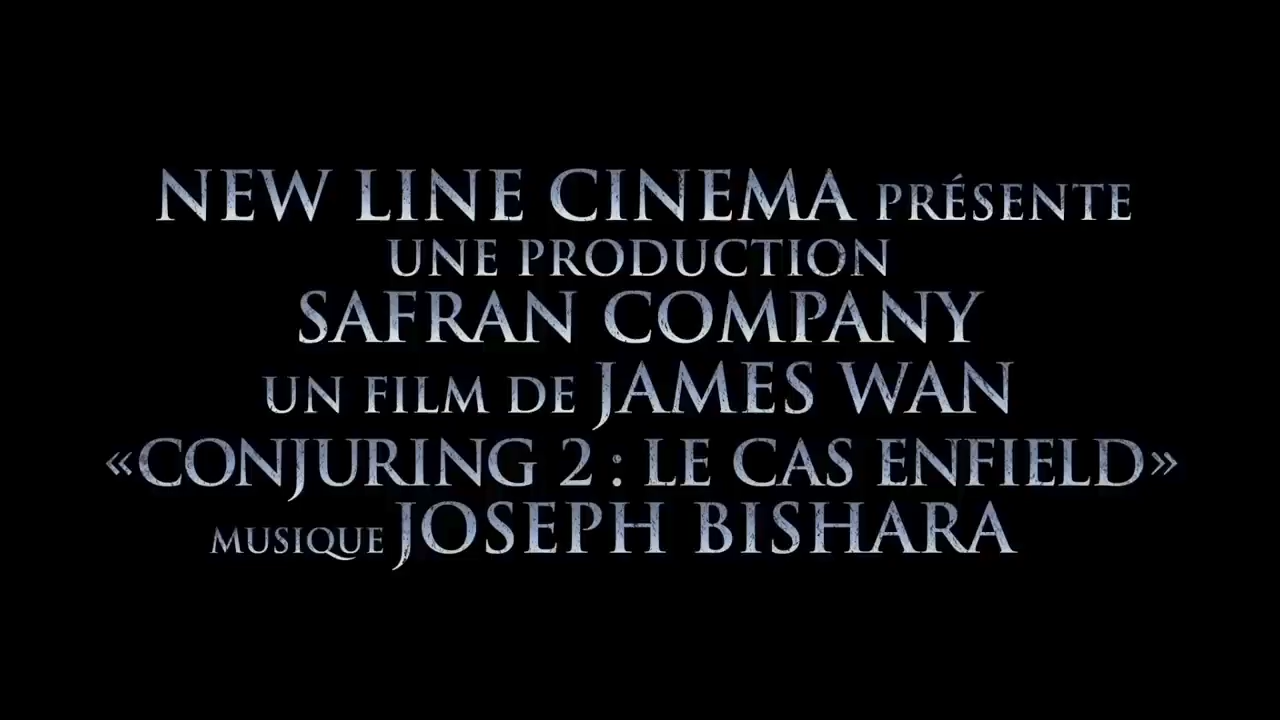 NEW LINE CINEMA PRÉSENTE
UNE PRODUCTION
SAFRAN COMPANY
UN FILM DE JAMES WAN
«CONJURING 2 : LE CAS ENFIELD»
MUSIQUE JOSEPH BISHARA